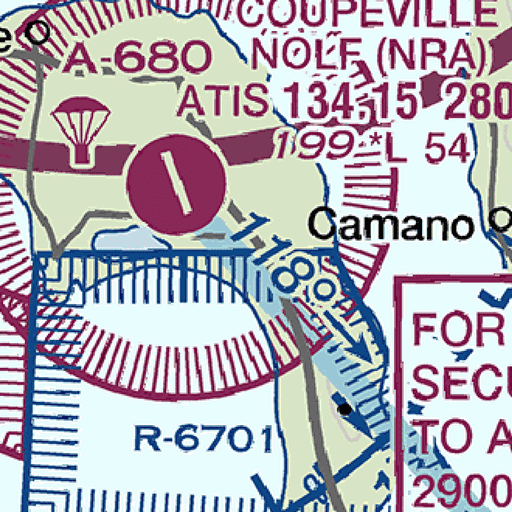 COUPEVILLE
NOLF (NRA)
A-680
ATIS 134.15 280
199 *L 54
Camano
118°
FOR
SECU
TO A
2900
R-6701